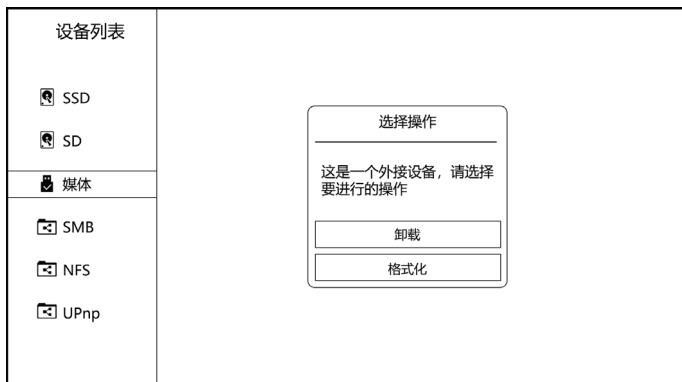 设备列表
SSD
SD
媒体
SMB
NFS
UPnp
选择操作
这是一个外接设备，请选择
要进行的操作
卸载
格式化